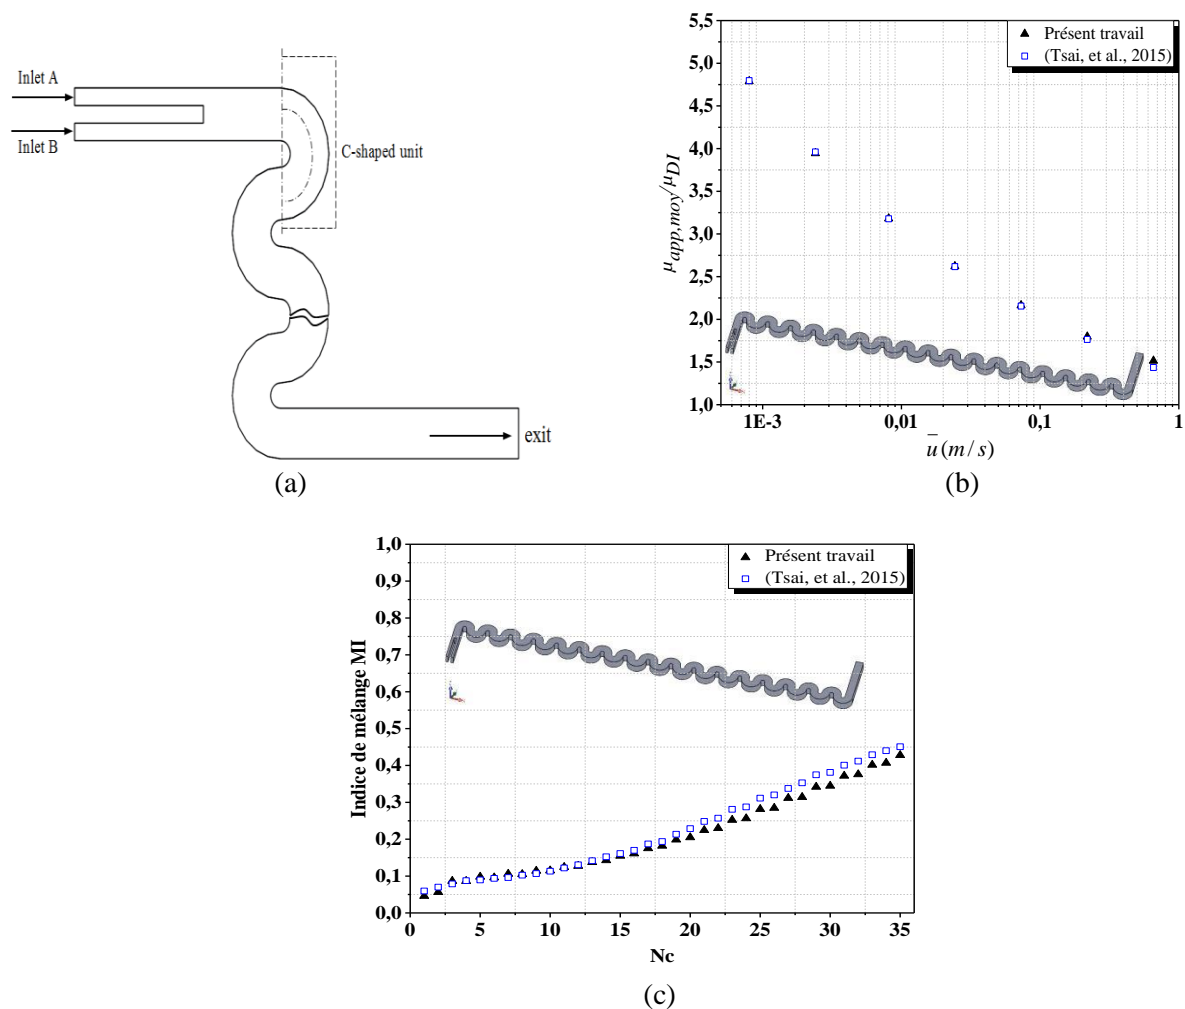 Inlet A
Inlet B
C-shaped unit
exit
(a)
Présent travail
(Tsai, et al., 2015)
μapp,moy/μDI
5,5
5,0
4,5
4,0
3,5
3,0
2,5
2,0
1,5
1,0
1E-3
0,01
0,1
1
u̅ (m/s)
(b)
Présent travail
(Tsai, et al., 2015)
Indice de mélange MI
1,0
0,9
0,8
0,7
0,6
0,5
0,4
0,3
0,2
0,1
0,0
0
5
10
15
20
25
30
35
Nc
(c)